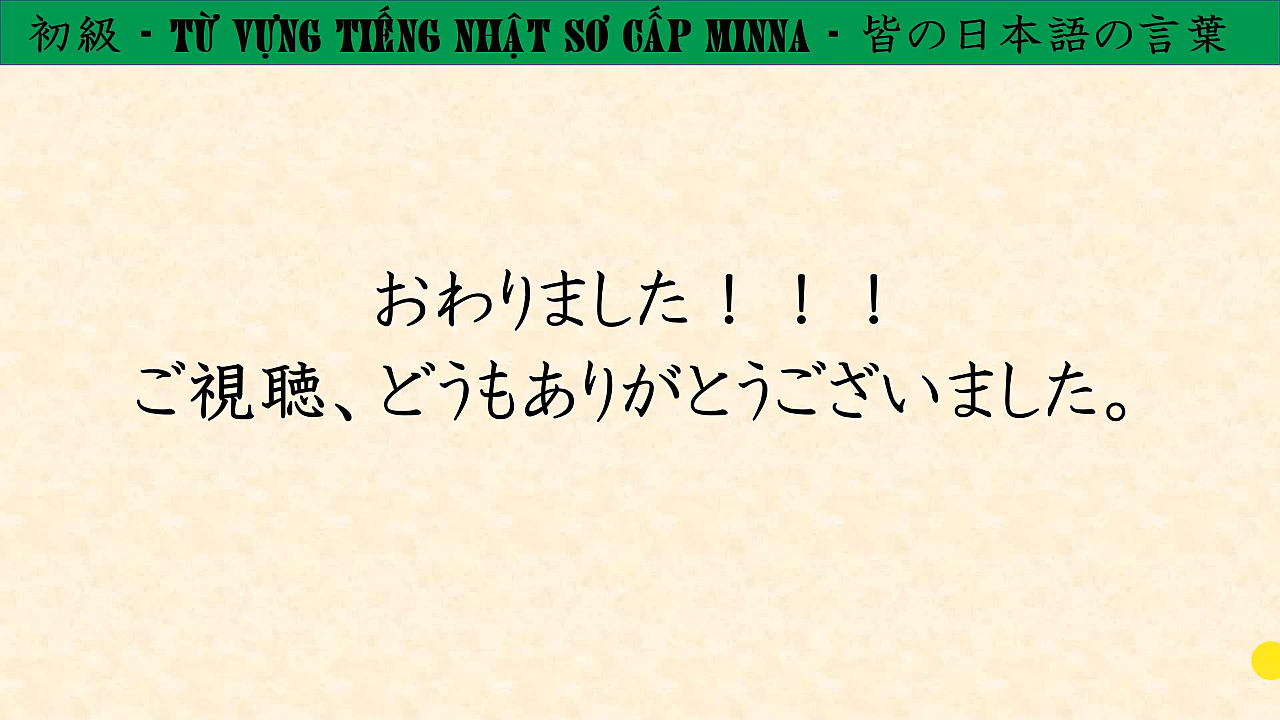 初級 - TỪ VỰNG TIẾNG NHẬT SƠ CẤP MINNA - 皆の日本語の言葉
おわりました！！！
ご視聴、どうもありがとうございました。